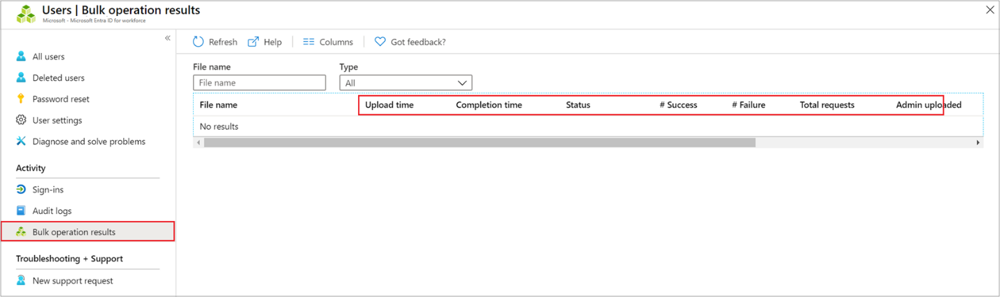 Users | Bulk operation results
Microsoft - Microsoft Entra ID for workforce
All users
Deleted users
Password reset
User settings
Diagnose and solve problems
Activity
Sign-ins
Audit logs
Bulk operation results
Troubleshooting + Support
New support request
Refresh Help Columns Got feedback?
File name Type
File name All
File name Upload time Completion time Status # Success # Failure Total requests Admin uploaded
No results